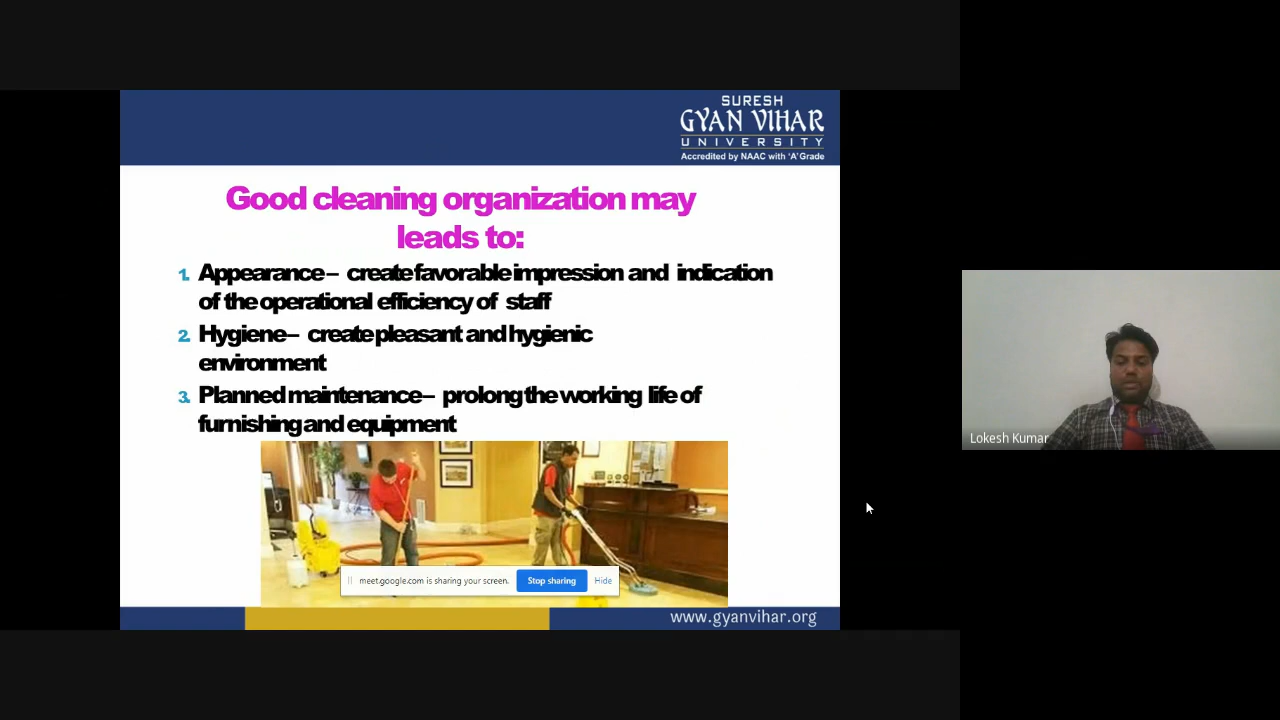 SURESH
GYAN VIHAR
UNIVERSITY
Accredited by NAAC with 'A' Grade
Good cleaning organization may
leads to:
1. Appearance – create favorable impression and indication
of the operational efficiency of staff
2. Hygiene – create pleasant and hygienic
environment
3. Planned maintenance – prolong the working life of
furnishing and equipment
meet.google.com is sharing your screen. Stop sharing Hide
www.gyanvihar.org
Lokesh Kumar